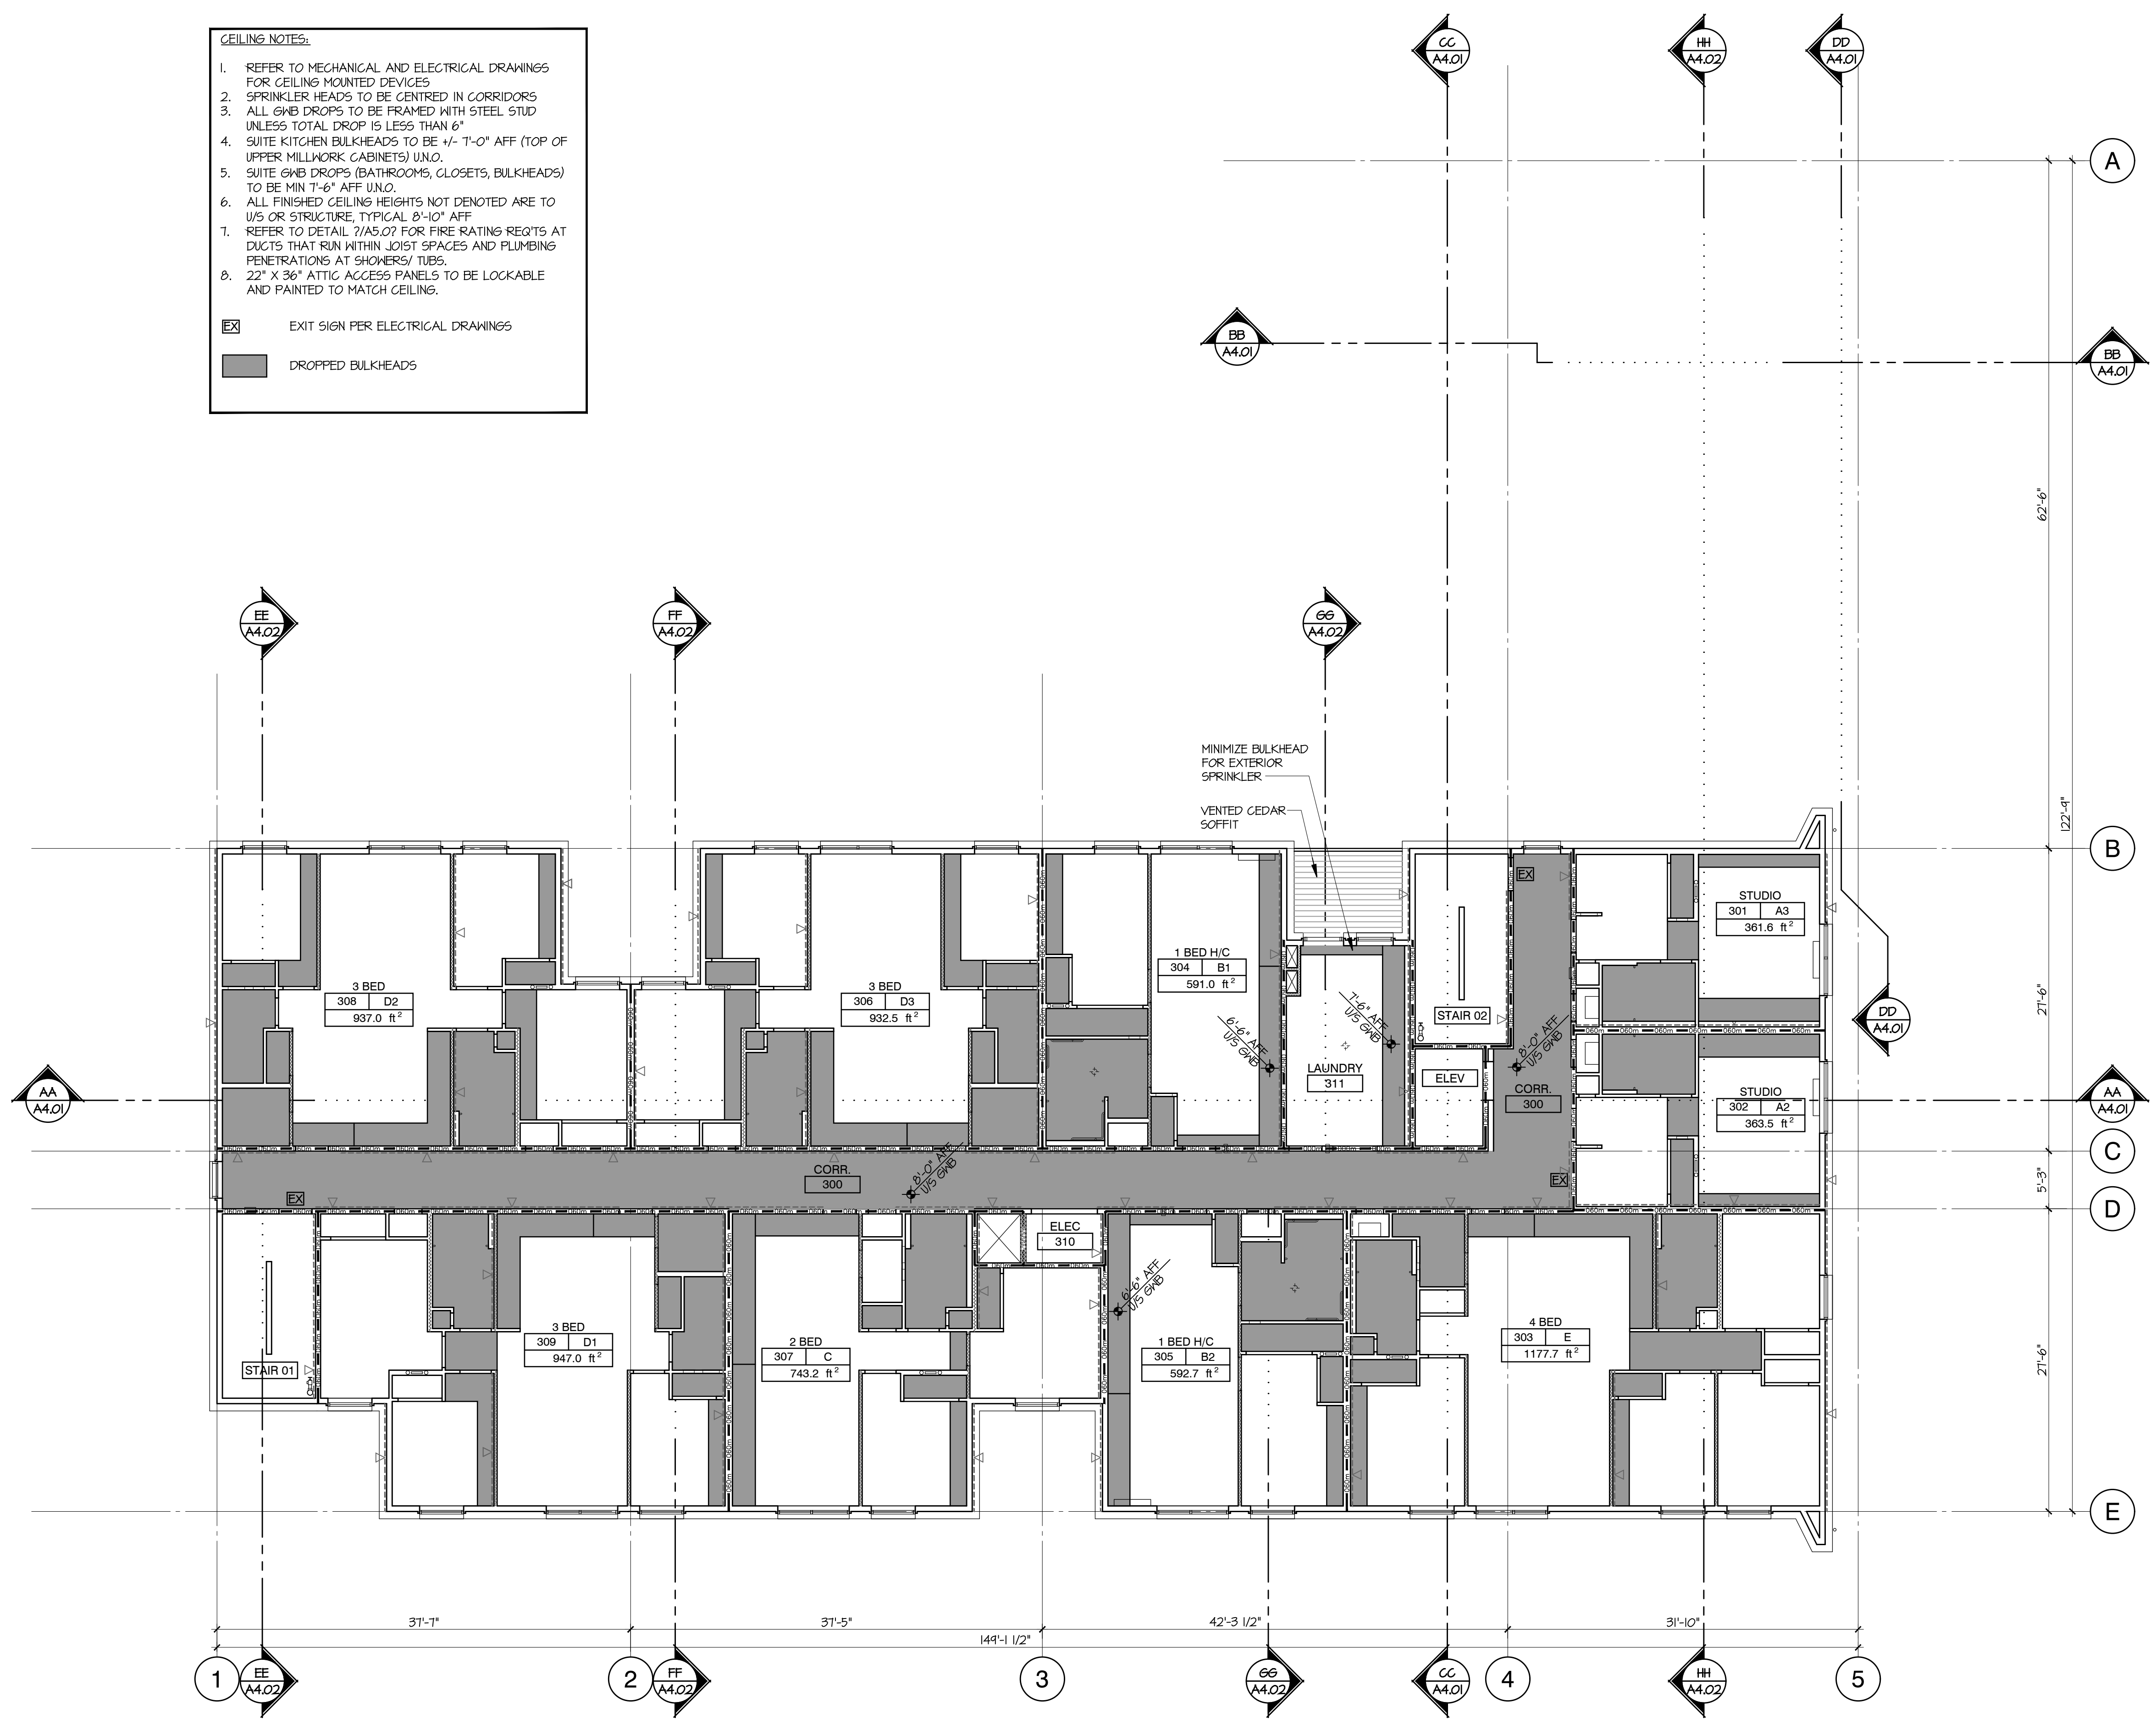 CEILING NOTES:
1. REFER TO MECHANICAL AND ELECTRICAL DRAWINGS
FOR CEILING MOUNTED DEVICES
2. SPRINKLER HEADS TO BE CENTRED IN CORRIDORS
3. ALL GWB DROPS TO BE FRAMED WITH STEEL STUD
UNLESS TOTAL DROP IS LESS THAN 6"
4. SUITE KITCHEN BULKHEADS TO BE +/- 7'-0" AFF (TOP OF
UPPER MILLWORK CABINETS) U.N.O.
5. SUITE GWB DROPS (BATHROOMS, CLOSETS, BULKHEADS)
TO BE MIN 7'-6" AFF U.N.O.
6. ALL FINISHED CEILING HEIGHTS NOT DENOTED ARE TO
U/S OR STRUCTURE, TYPICAL 8'-10" AFF
7. REFER TO DETAIL ?/A5.0? FOR FIRE RATING REQ'TS AT
DUCTS THAT RUN WITHIN JOIST SPACES AND PLUMBING
PENETRATIONS AT SHOWERS/ TUBS.
8. 22" X 36" ATTIC ACCESS PANELS TO BE LOCKABLE
AND PAINTED TO MATCH CEILING.
EX EXIT SIGN PER ELECTRICAL DRAWINGS
DROPPED BULKHEADS
CC
A4.01
HH
A4.02
DD
A4.01
A
BB
A4.01
BB
A4.01
62'-6"
EE
A4.02
FF
A4.02
GG
A4.02
MINIMIZE BULKHEAD
FOR EXTERIOR
SPRINKLER
VENTED CEDAR
SOFFIT
122'-9"
B
EX
STUDIO
301 A3
361.6 ft²
1 BED H/C
304 B1
591.0 ft²
3 BED
308 D2
937.0 ft²
3 BED
306 D3
932.5 ft²
7'-6" AFF
U/S GWB
6'-6" AFF
U/S GWB
STAIR 02
8'-0" AFF
U/S GWB
DD
A4.01
27'-6"
LAUNDRY
311
ELEV
CORR.
300
STUDIO
302 A2
363.5 ft²
AA
A4.01
AA
A4.01
C
CORR.
300
8'-0" AFF
U/S GWB
EX
EX
5'-3"
D
ELEC
310
6'-6" AFF
U/S GWB
STAIR 01
3 BED
309 D1
947.0 ft²
2 BED
307 C
743.2 ft²
1 BED H/C
305 B2
592.7 ft²
4 BED
303 E
1177.7 ft²
27'-6"
E
37'-7"
37'-5"
42'-3 1/2"
31'-10"
149'-1 1/2"
1
EE
A4.02
2
FF
A4.02
3
GG
A4.02
CC
A4.01
4
HH
A4.02
5